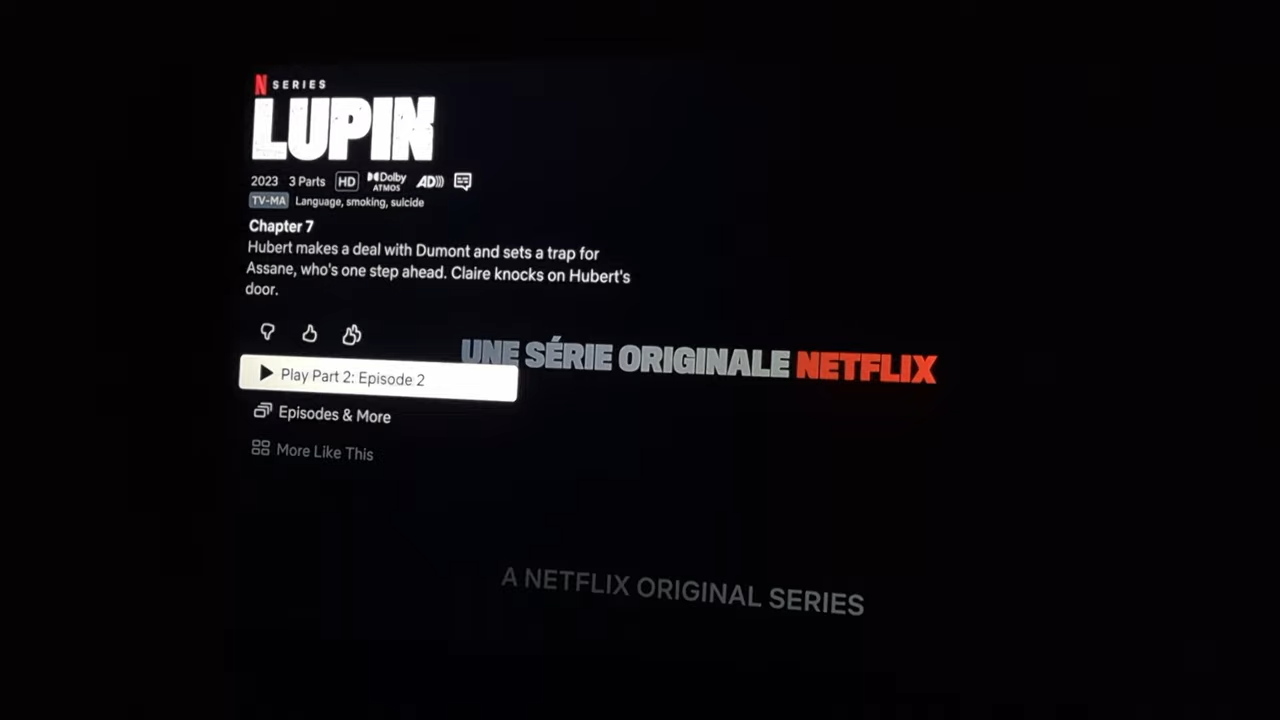 N SERIES
LUPIN
2023 3 Parts HD Dolby ATMOS AD
TV-MA Language, smoking, suicide
Chapter 7
Hubert makes a deal with Dumont and sets a trap for
Assane, who's one step ahead. Claire knocks on Hubert's
door.
UNE SÉRIE ORIGINALE NETFLIX
Play Part 2: Episode 2
Episodes & More
More Like This
A NETFLIX ORIGINAL SERIES